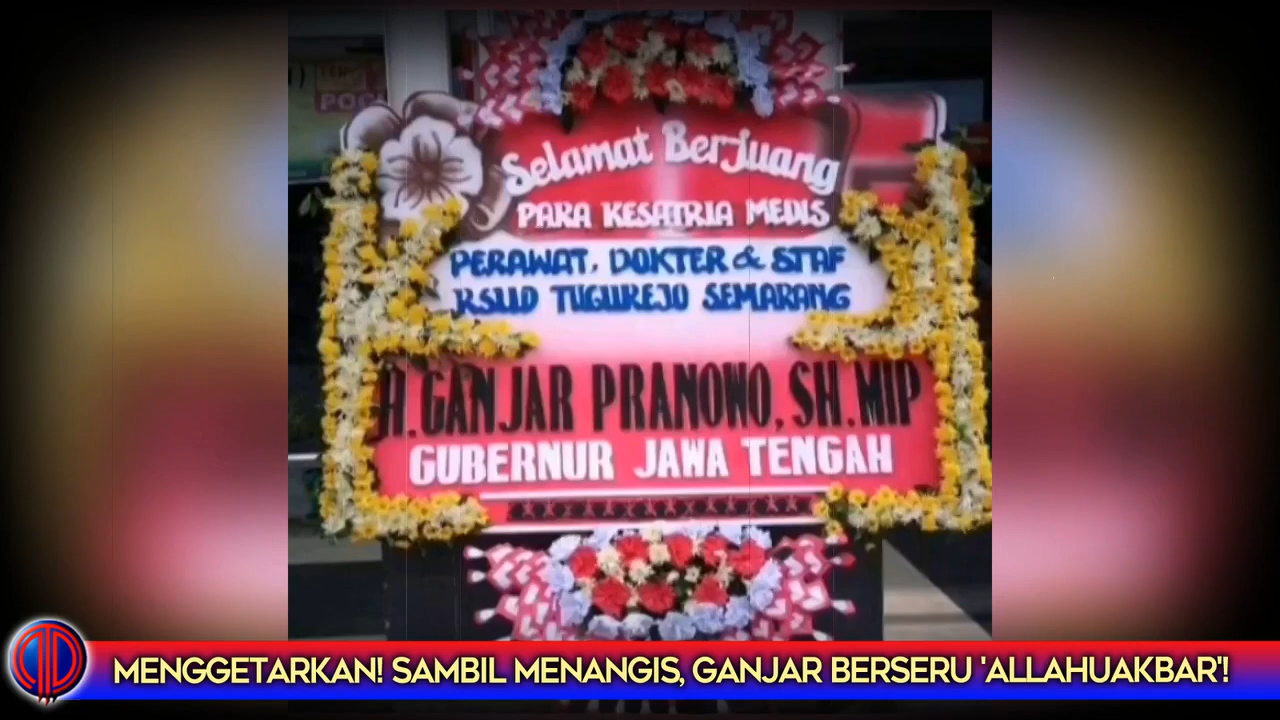 POCI
Selamat Berjuang
PARA KESATRIA MEDIS
PERAWAT, DOKTER & STAF
RSUD TUGUREJO SEMARANG
H. GANJAR PRANOWO, SH. MIP
GUBERNUR JAWA TENGAH
MENGGETARKAN! SAMBIL MENANGIS, GANJAR BERSERU 'ALLAHUAKBAR'!